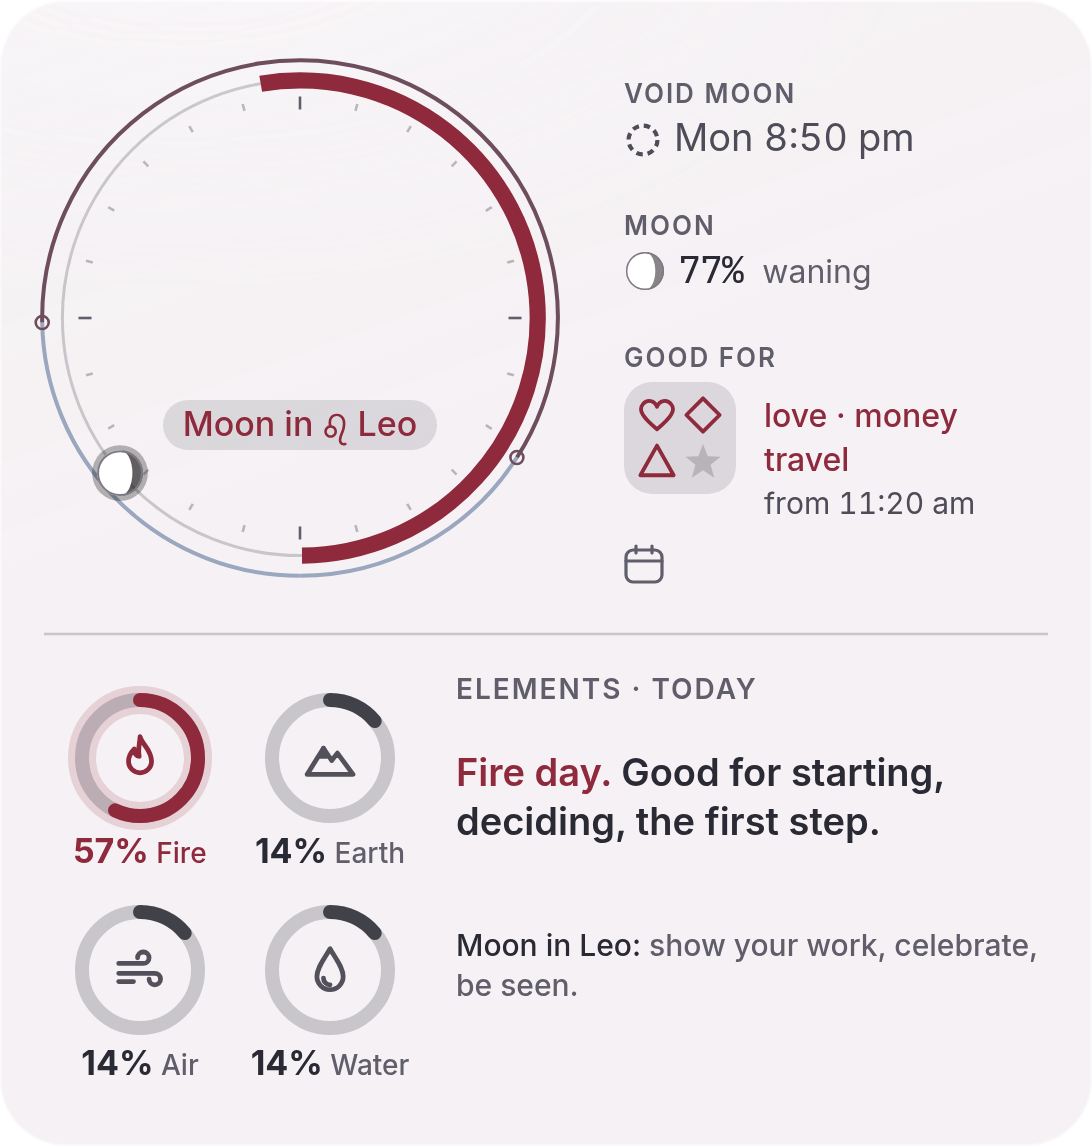 VOID MOON
Mon 8:50 pm
MOON
77% waning
Moon in ♌ Leo
GOOD FOR
love · money
travel
from 11:20 am
ELEMENTS · TODAY
Fire day. Good for starting,
deciding, the first step.
57% Fire
14% Earth
Moon in Leo: show your work, celebrate,
be seen.
14% Air
14% Water